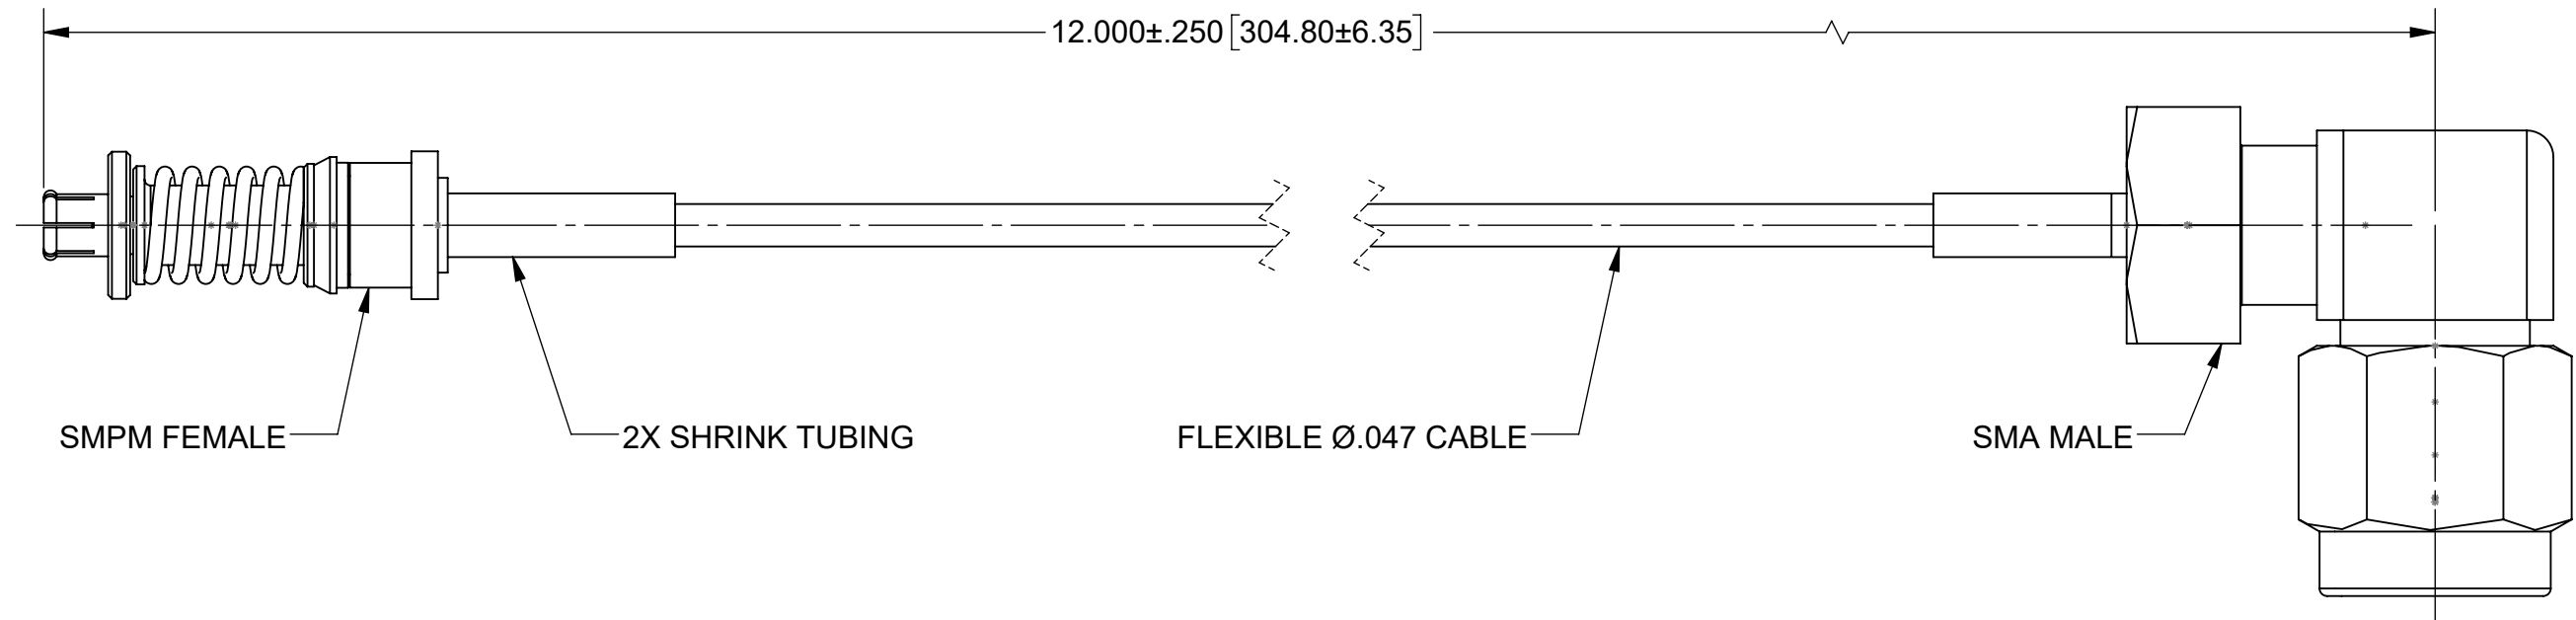 12.000±.250 [304.80±6.35]
SMPM FEMALE
2X SHRINK TUBING
FLEXIBLE Ø.047 CABLE
SMA MALE